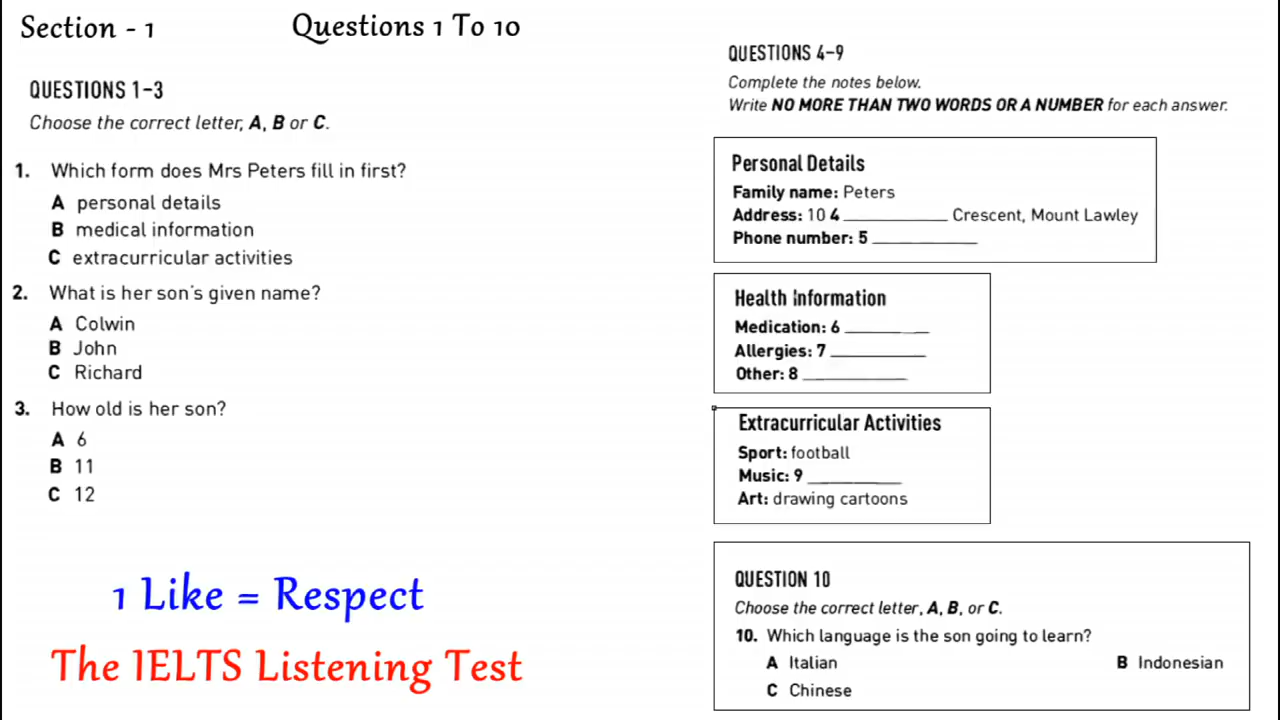 Section - 1
Questions 1 To 10
QUESTIONS 1–3
Choose the correct letter, A, B or C.
1. Which form does Mrs Peters fill in first?
A personal details
B medical information
C extracurricular activities
2. What is her son's given name?
A Colwin
B John
C Richard
3. How old is her son?
A 6
B 11
C 12
1 Like = Respect
The IELTS Listening Test
QUESTIONS 4–9
Complete the notes below.
Write NO MORE THAN TWO WORDS OR A NUMBER for each answer.
Personal Details
Family name: Peters
Address: 10 4 __________ Crescent, Mount Lawley
Phone number: 5 __________
Health Information
Medication: 6 __________
Allergies: 7 __________
Other: 8 __________
Extracurricular Activities
Sport: football
Music: 9 __________
Art: drawing cartoons
QUESTION 10
Choose the correct letter, A, B, or C.
10. Which language is the son going to learn?
A Italian B Indonesian
C Chinese